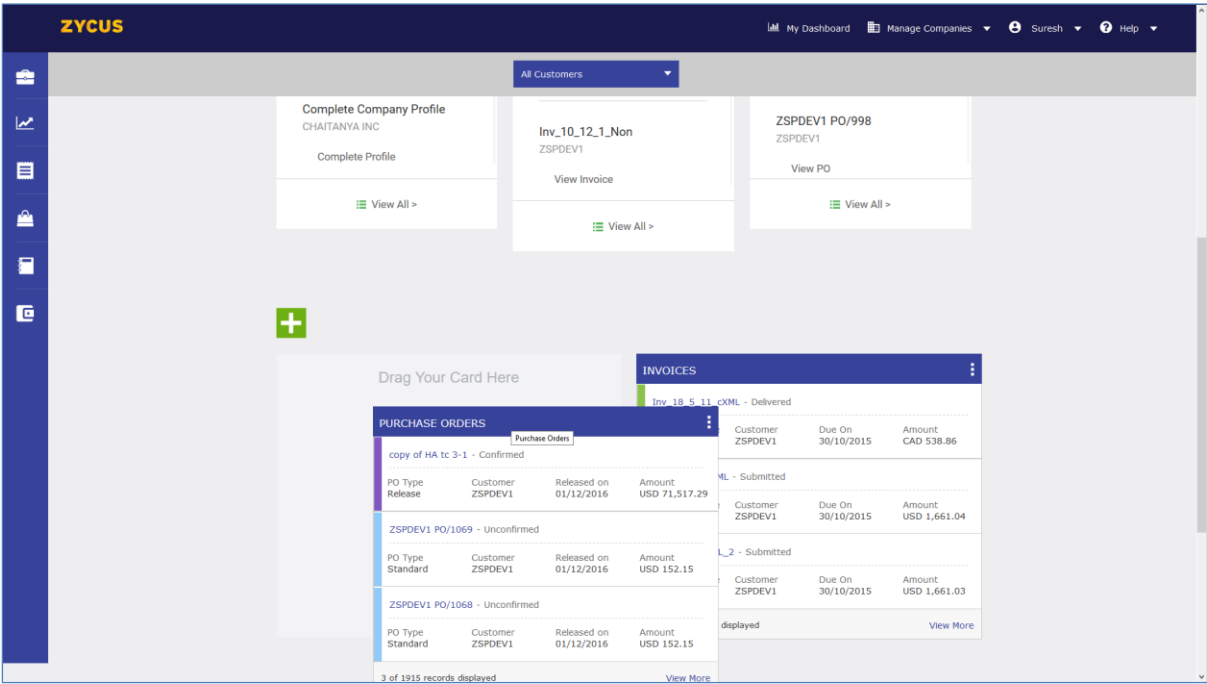 ZYCUS
My Dashboard Manage Companies Suresh Help
All Customers
Complete Company Profile
CHAITANYA INC
Complete Profile
View All >
Inv_10_12_1_Non
ZSPDEV1
View Invoice
View All >
ZSPDEV1 PO/998
ZSPDEV1
View PO
View All >
Drag Your Card Here
PURCHASE ORDERS
Purchase Orders
copy of HA tc 3-1 - Confirmed
PO Type Customer Released on Amount
Release ZSPDEV1 01/12/2016 USD 71,517.29
ZSPDEV1 PO/1069 - Unconfirmed
PO Type Customer Released on Amount
Standard ZSPDEV1 01/12/2016 USD 152.15
ZSPDEV1 PO/1068 - Unconfirmed
PO Type Customer Released on Amount
Standard ZSPDEV1 01/12/2016 USD 152.15
3 of 1915 records displayed View More
INVOICES
Inv_18_5_11_cXML - Delivered
Customer Due On Amount
ZSPDEV1 30/10/2015 CAD 538.86
ML - Submitted
Customer Due On Amount
ZSPDEV1 30/10/2015 USD 1,661.04
L_2 - Submitted
Customer Due On Amount
ZSPDEV1 30/10/2015 USD 1,661.03
displayed View More